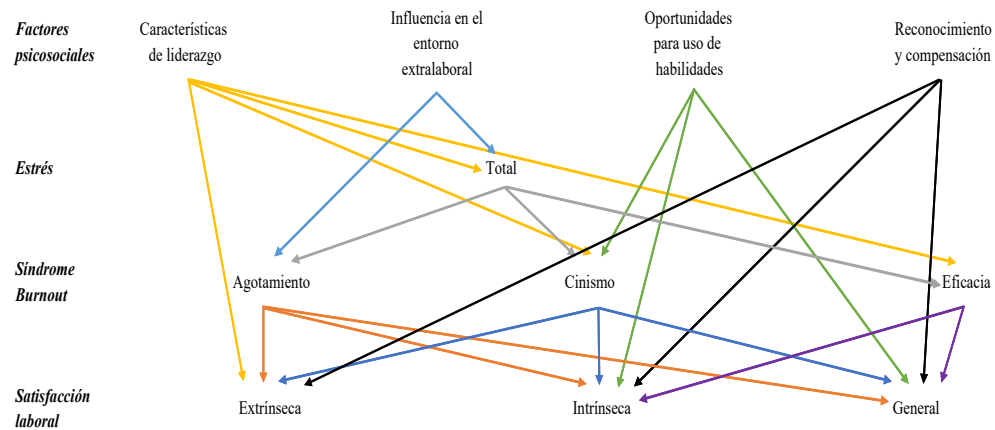 Factores
psicosociales
Características
de liderazgo
Influencia en el
entorno
extralaboral
Oportunidades
para uso de
habilidades
Reconocimiento
y compensación
Estrés
Total
Síndrome
Burnout
Agotamiento
Cinismo
Eficacia
Satisfacción
laboral
Extrínseca
Intrínseca
General